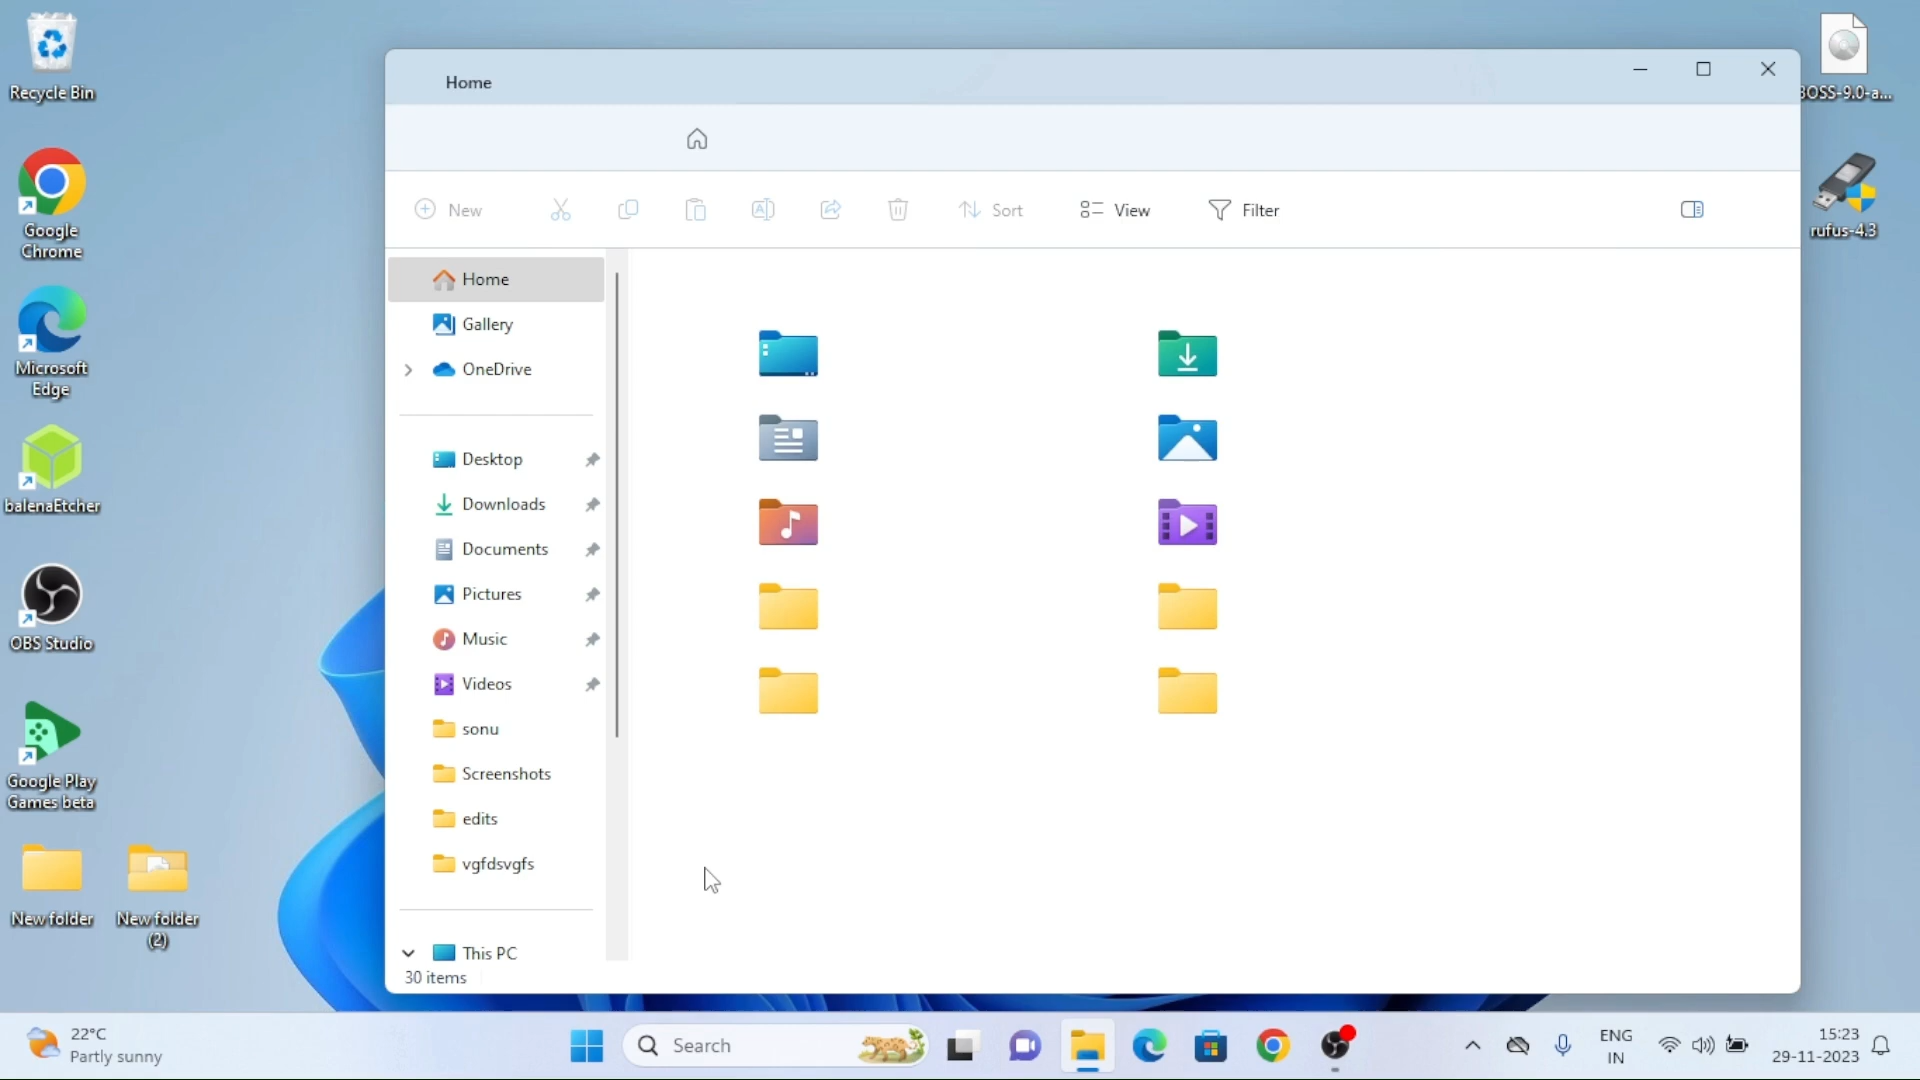 Recycle Bin
Google
Chrome
Microsoft
Edge
balenaEtcher
OBS Studio
Google Play
Games beta
New folder
New folder
(2)
Home
New
Sort
View
Filter
Home
Gallery
OneDrive
Desktop
Downloads
Documents
Pictures
Music
Videos
sonu
Screenshots
edits
vgfdsvgfs
This PC
30 items
BOSS-9.0-a...
rufus-4.3
22°C
Partly sunny
Search
ENG
IN
15:23
29-11-2023